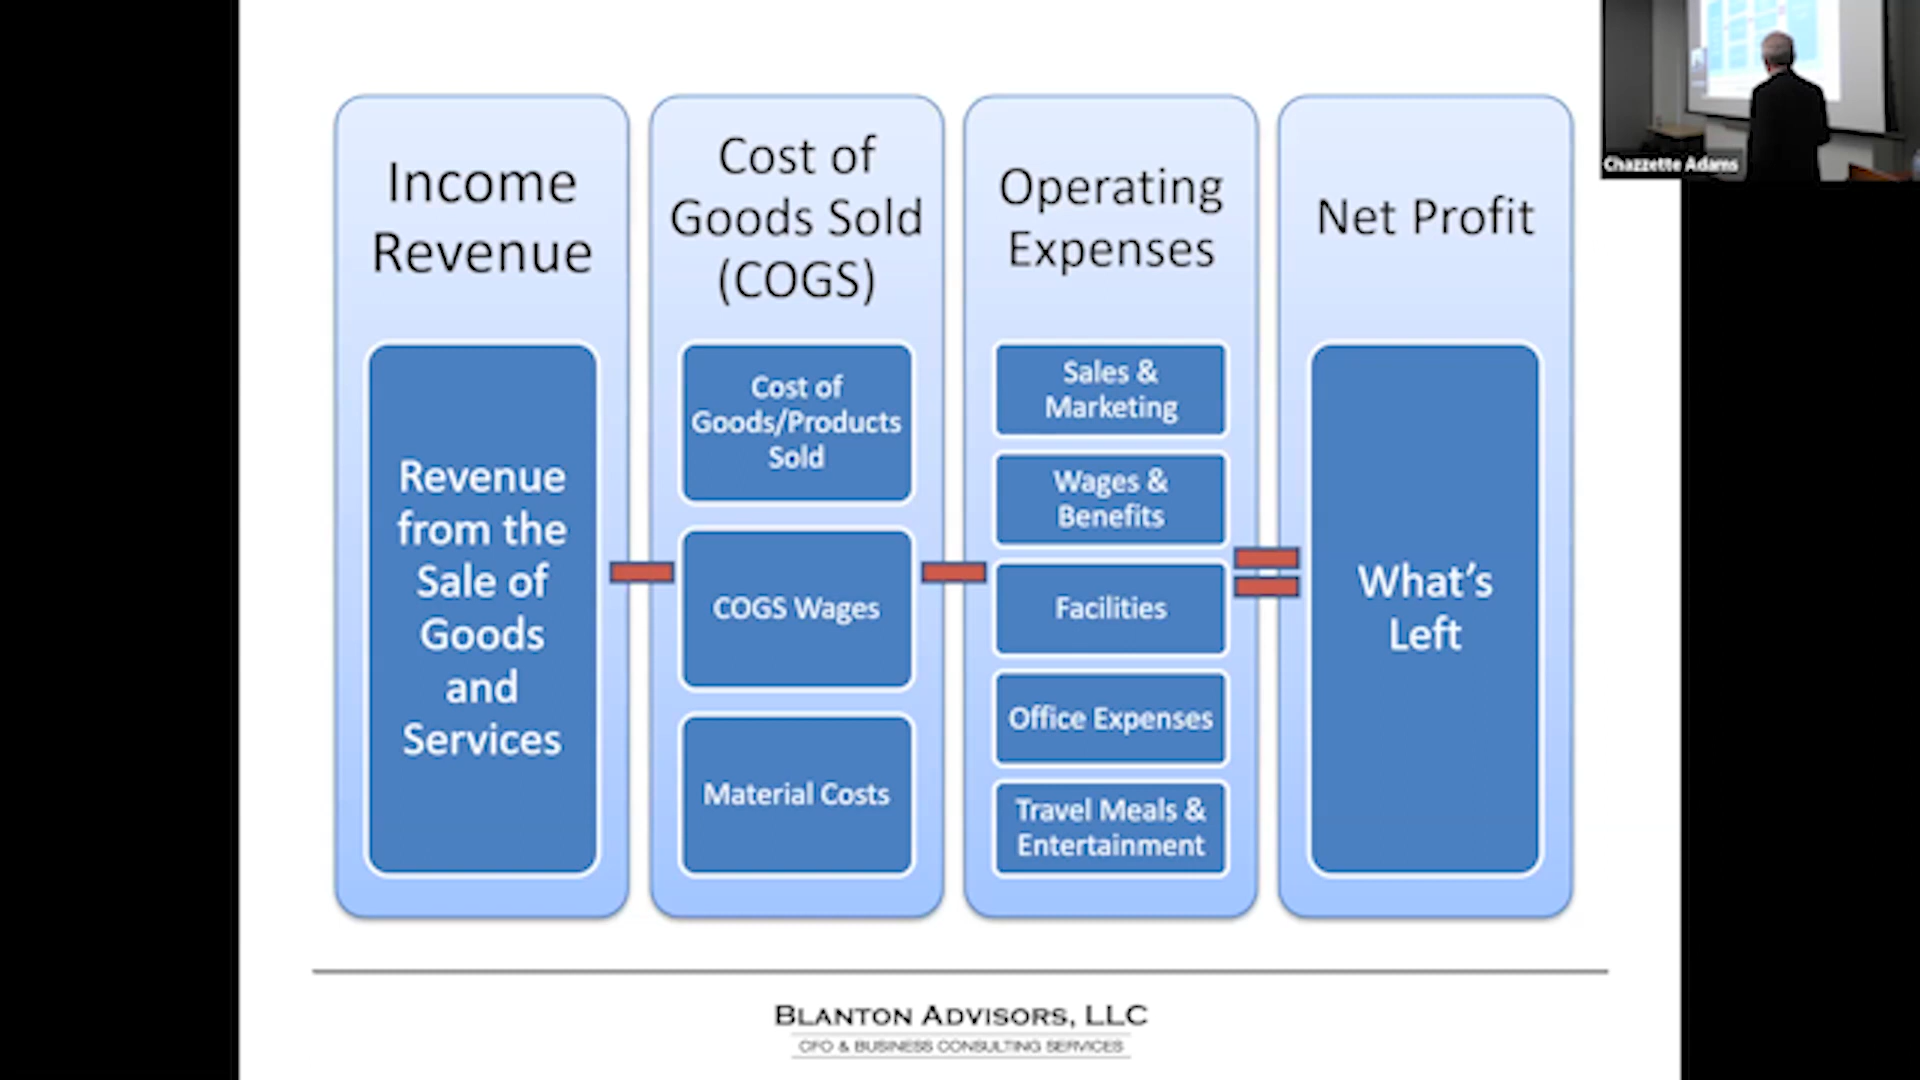 Income
Revenue
Revenue
from the
Sale of
Goods
and
Services
Cost of
Goods Sold
(COGS)
Cost of
Goods/Products
Sold
COGS Wages
Material Costs
Operating
Expenses
Sales &
Marketing
Wages &
Benefits
Facilities
Office Expenses
Travel Meals &
Entertainment
Net Profit
What's
Left
Chazzette Adams
BLANTON ADVISORS, LLC
CFO & BUSINESS CONSULTING SERVICES